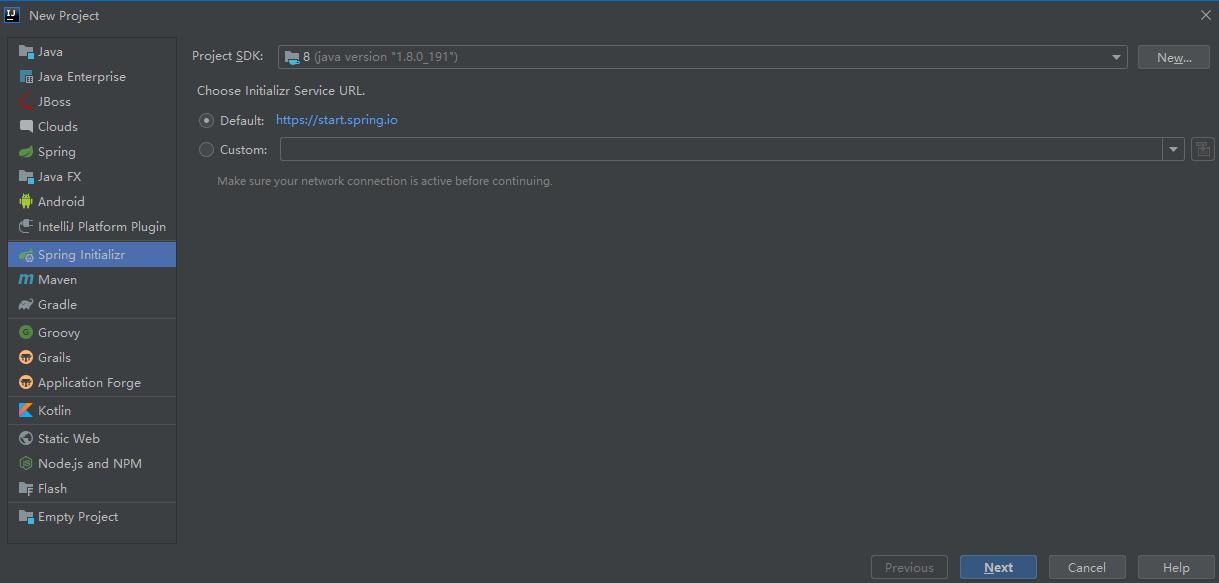 IJ New Project
Java
Java Enterprise
JBoss
Clouds
Spring
Java FX
Android
IntelliJ Platform Plugin
Spring Initializr
Maven
Gradle
Groovy
Grails
Application Forge
Kotlin
Static Web
Node.js and NPM
Flash
Empty Project
Project SDK: 8 (java version "1.8.0_191") New...
Choose Initializr Service URL.
Default: https://start.spring.io
Custom:
Make sure your network connection is active before continuing.
Previous Next Cancel Help